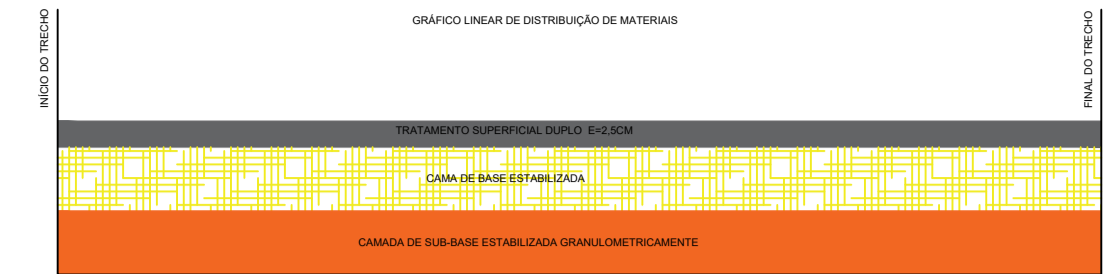 GRÁFICO LINEAR DE DISTRIBUIÇÃO DE MATERIAIS
INÍCIO DO TRECHO
FINAL DO TRECHO
TRATAMENTO SUPERFICIAL DUPLO E=2,5CM
CAMA DE BASE ESTABILIZADA
CAMADA DE SUB-BASE ESTABILIZADA GRANULOMETRICAMENTE